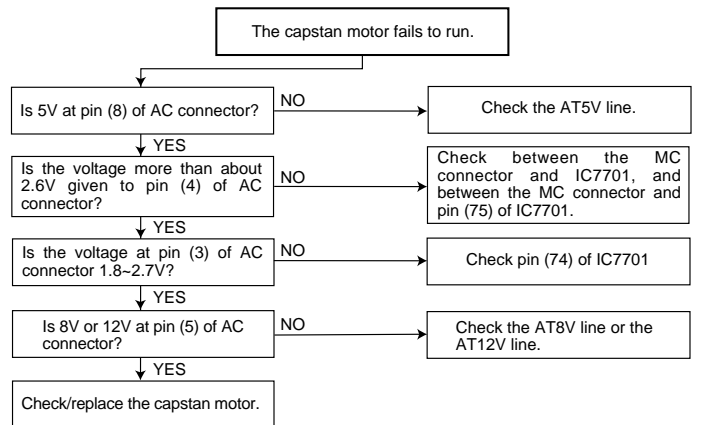 The capstan motor fails to run.
Is 5V at pin (8) of AC connector?
NO
Check the AT5V line.
YES
Is the voltage more than about
2.6V given to pin (4) of AC
connector?
NO
Check between the MC
connector and IC7701, and
between the MC connector and
pin (75) of IC7701.
YES
Is the voltage at pin (3) of AC
connector 1.8~2.7V?
NO
Check pin (74) of IC7701
YES
Is 8V or 12V at pin (5) of AC
connector?
NO
Check the AT8V line or the
AT12V line.
YES
Check/replace the capstan motor.